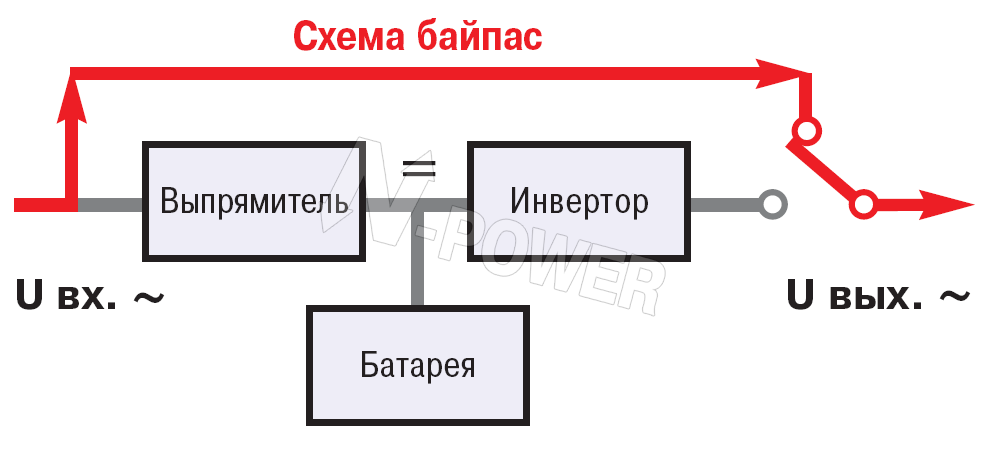 Схема байпас
=
Выпрямитель
Инвертор
N-POWER
U вх. ~
U вых. ~
Батарея